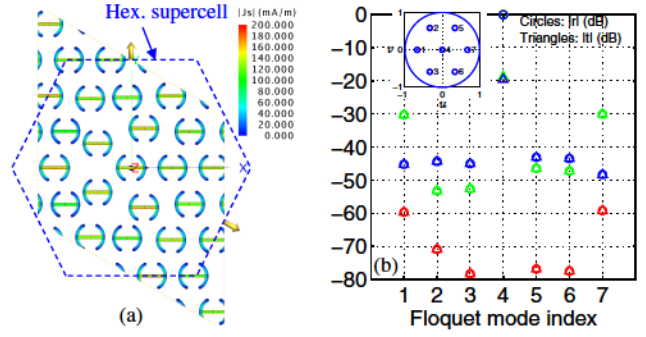 Hex. supercell
|Js| (mA/m)
200.000
180.000
160.000
140.000
120.000
100.000
80.000
60.000
40.000
20.000
0.000
Z
X
(a)
0
−10
−20
−30
−40
−50
−60
−70
−80
1
v 0
−1
−1 0 1
u
2 5
1 4 7
3 6
Circles: |r| (dB)
Triangles: |t| (dB)
(b)
1 2 3 4 5 6 7
Floquet mode index